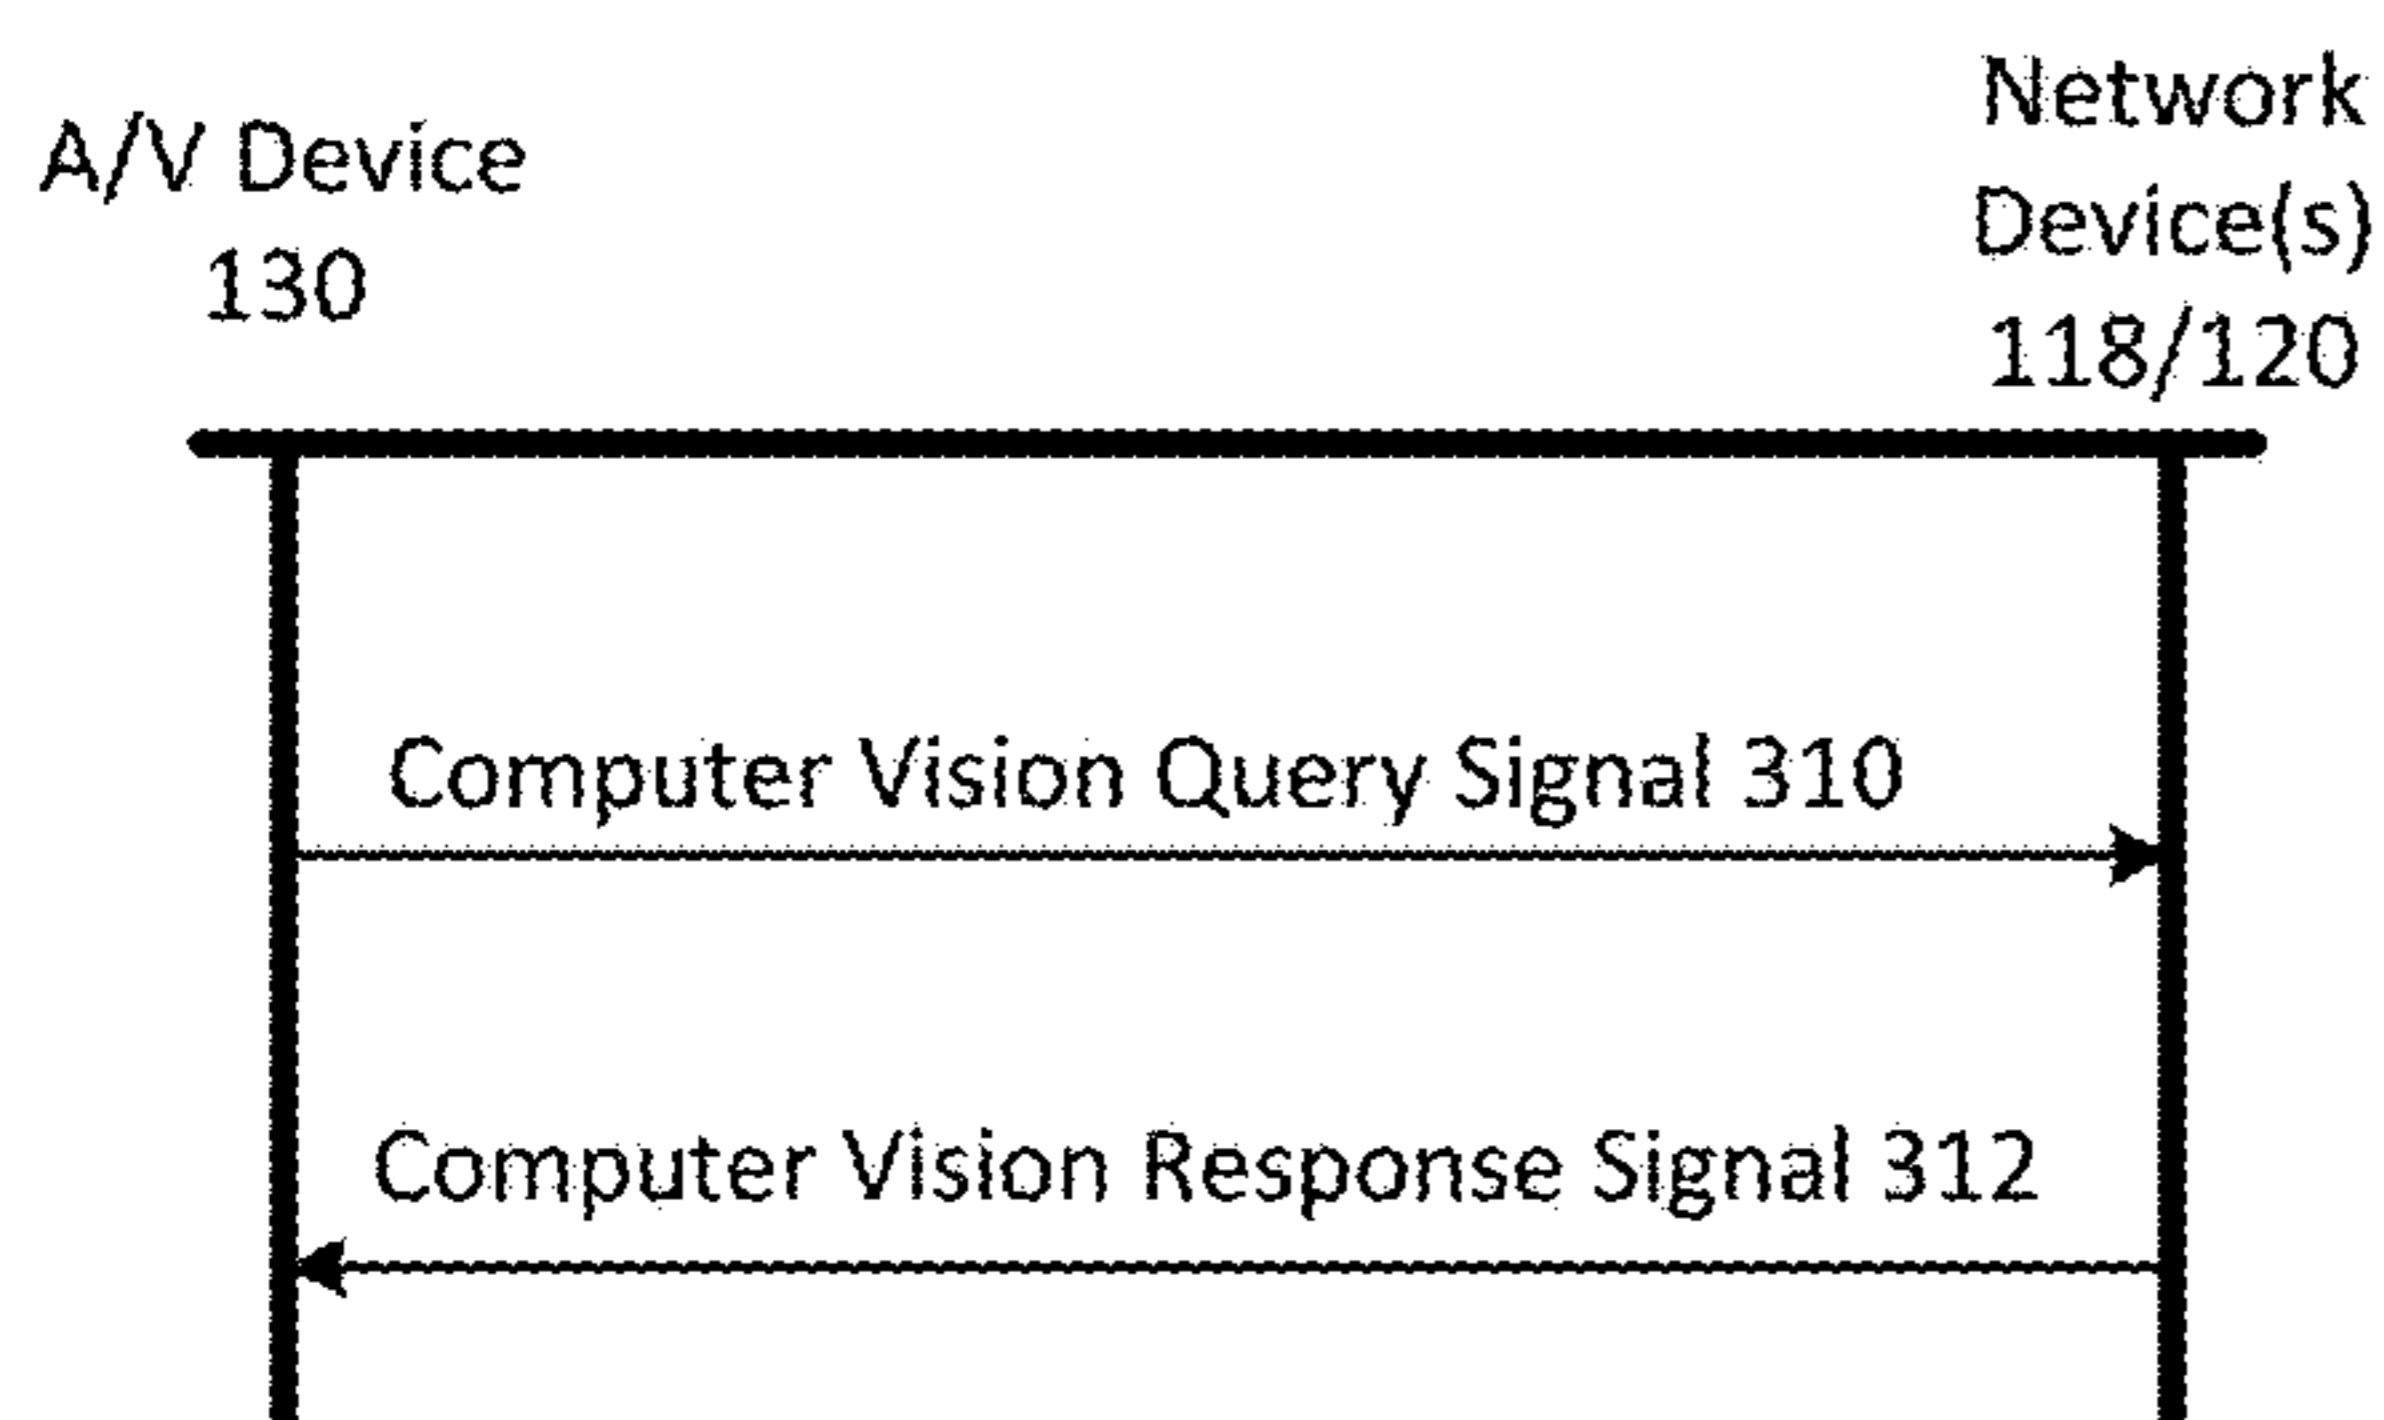 A/V Device
130
Network
Device(s)
118/120
Computer Vision Query Signal 310
Computer Vision Response Signal 312